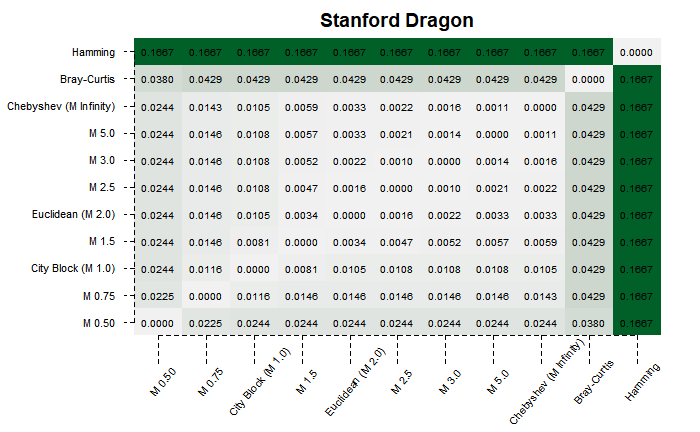 Stanford Dragon
Hamming 0.1667 0.1667 0.1667 0.1667 0.1667 0.1667 0.1667 0.1667 0.1667 0.1667 0.0000
Bray-Curtis 0.0380 0.0429 0.0429 0.0429 0.0429 0.0429 0.0429 0.0429 0.0429 0.0000 0.1667
Chebyshev (M Infinity) 0.0244 0.0143 0.0105 0.0059 0.0033 0.0022 0.0016 0.0011 0.0000 0.0429 0.1667
M 5.0 0.0244 0.0146 0.0108 0.0057 0.0033 0.0021 0.0014 0.0000 0.0011 0.0429 0.1667
M 3.0 0.0244 0.0146 0.0108 0.0052 0.0022 0.0010 0.0000 0.0014 0.0016 0.0429 0.1667
M 2.5 0.0244 0.0146 0.0108 0.0047 0.0016 0.0000 0.0010 0.0021 0.0022 0.0429 0.1667
Euclidean (M 2.0) 0.0244 0.0146 0.0105 0.0034 0.0000 0.0016 0.0022 0.0033 0.0033 0.0429 0.1667
M 1.5 0.0244 0.0146 0.0081 0.0000 0.0034 0.0047 0.0052 0.0057 0.0059 0.0429 0.1667
City Block (M 1.0) 0.0244 0.0116 0.0000 0.0081 0.0105 0.0108 0.0108 0.0108 0.0105 0.0429 0.1667
M 0.75 0.0225 0.0000 0.0116 0.0146 0.0146 0.0146 0.0146 0.0146 0.0143 0.0429 0.1667
M 0.50 0.0000 0.0225 0.0244 0.0244 0.0244 0.0244 0.0244 0.0244 0.0244 0.0380 0.1667
M 0.50 M 0.75 City Block (M 1.0) M 1.5 Euclidean (M 2.0) M 2.5 M 3.0 M 5.0 Chebyshev (M Infinity) Bray-Curtis Hamming